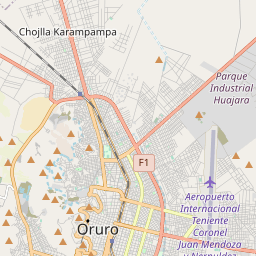 Chojlla Karampampa
Parque
Industrial
Huajara
F1
Aeropuerto
Internacional
Teniente
Coronel
Juan Mendoza
Oruro